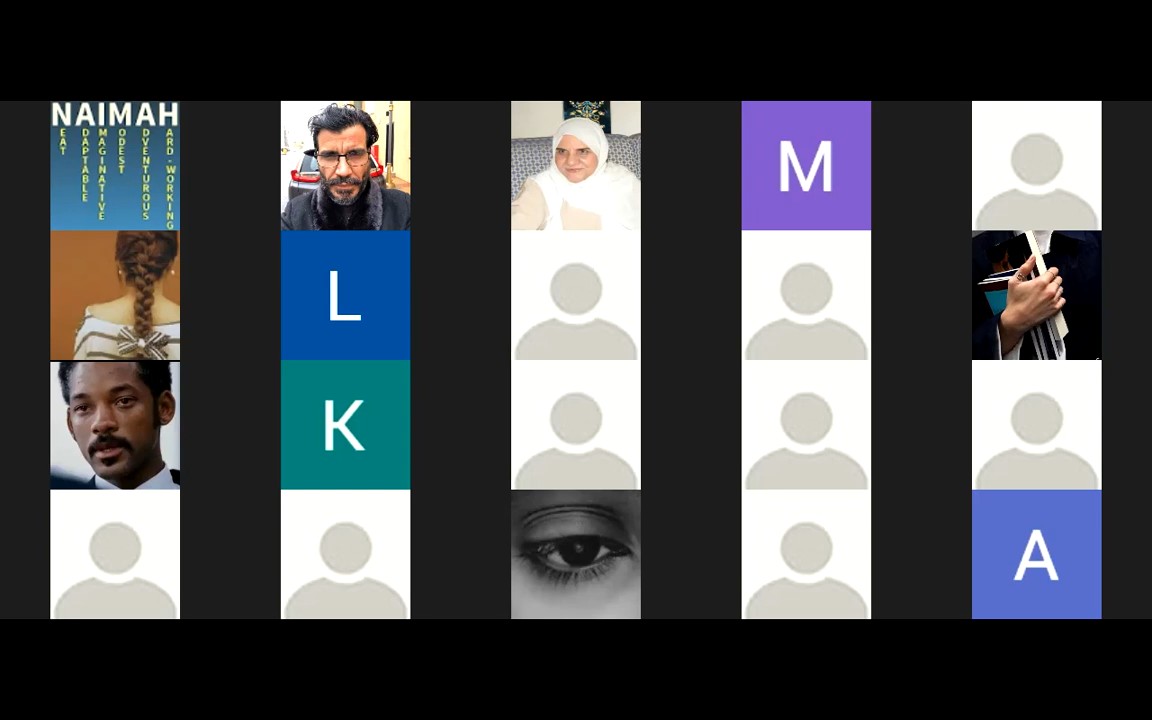 NAIMAH
EAT
DAPTABLE
MAGINATIVE
ODEST
DVENTUROUS
ARD-WORKING
M
L
K
A